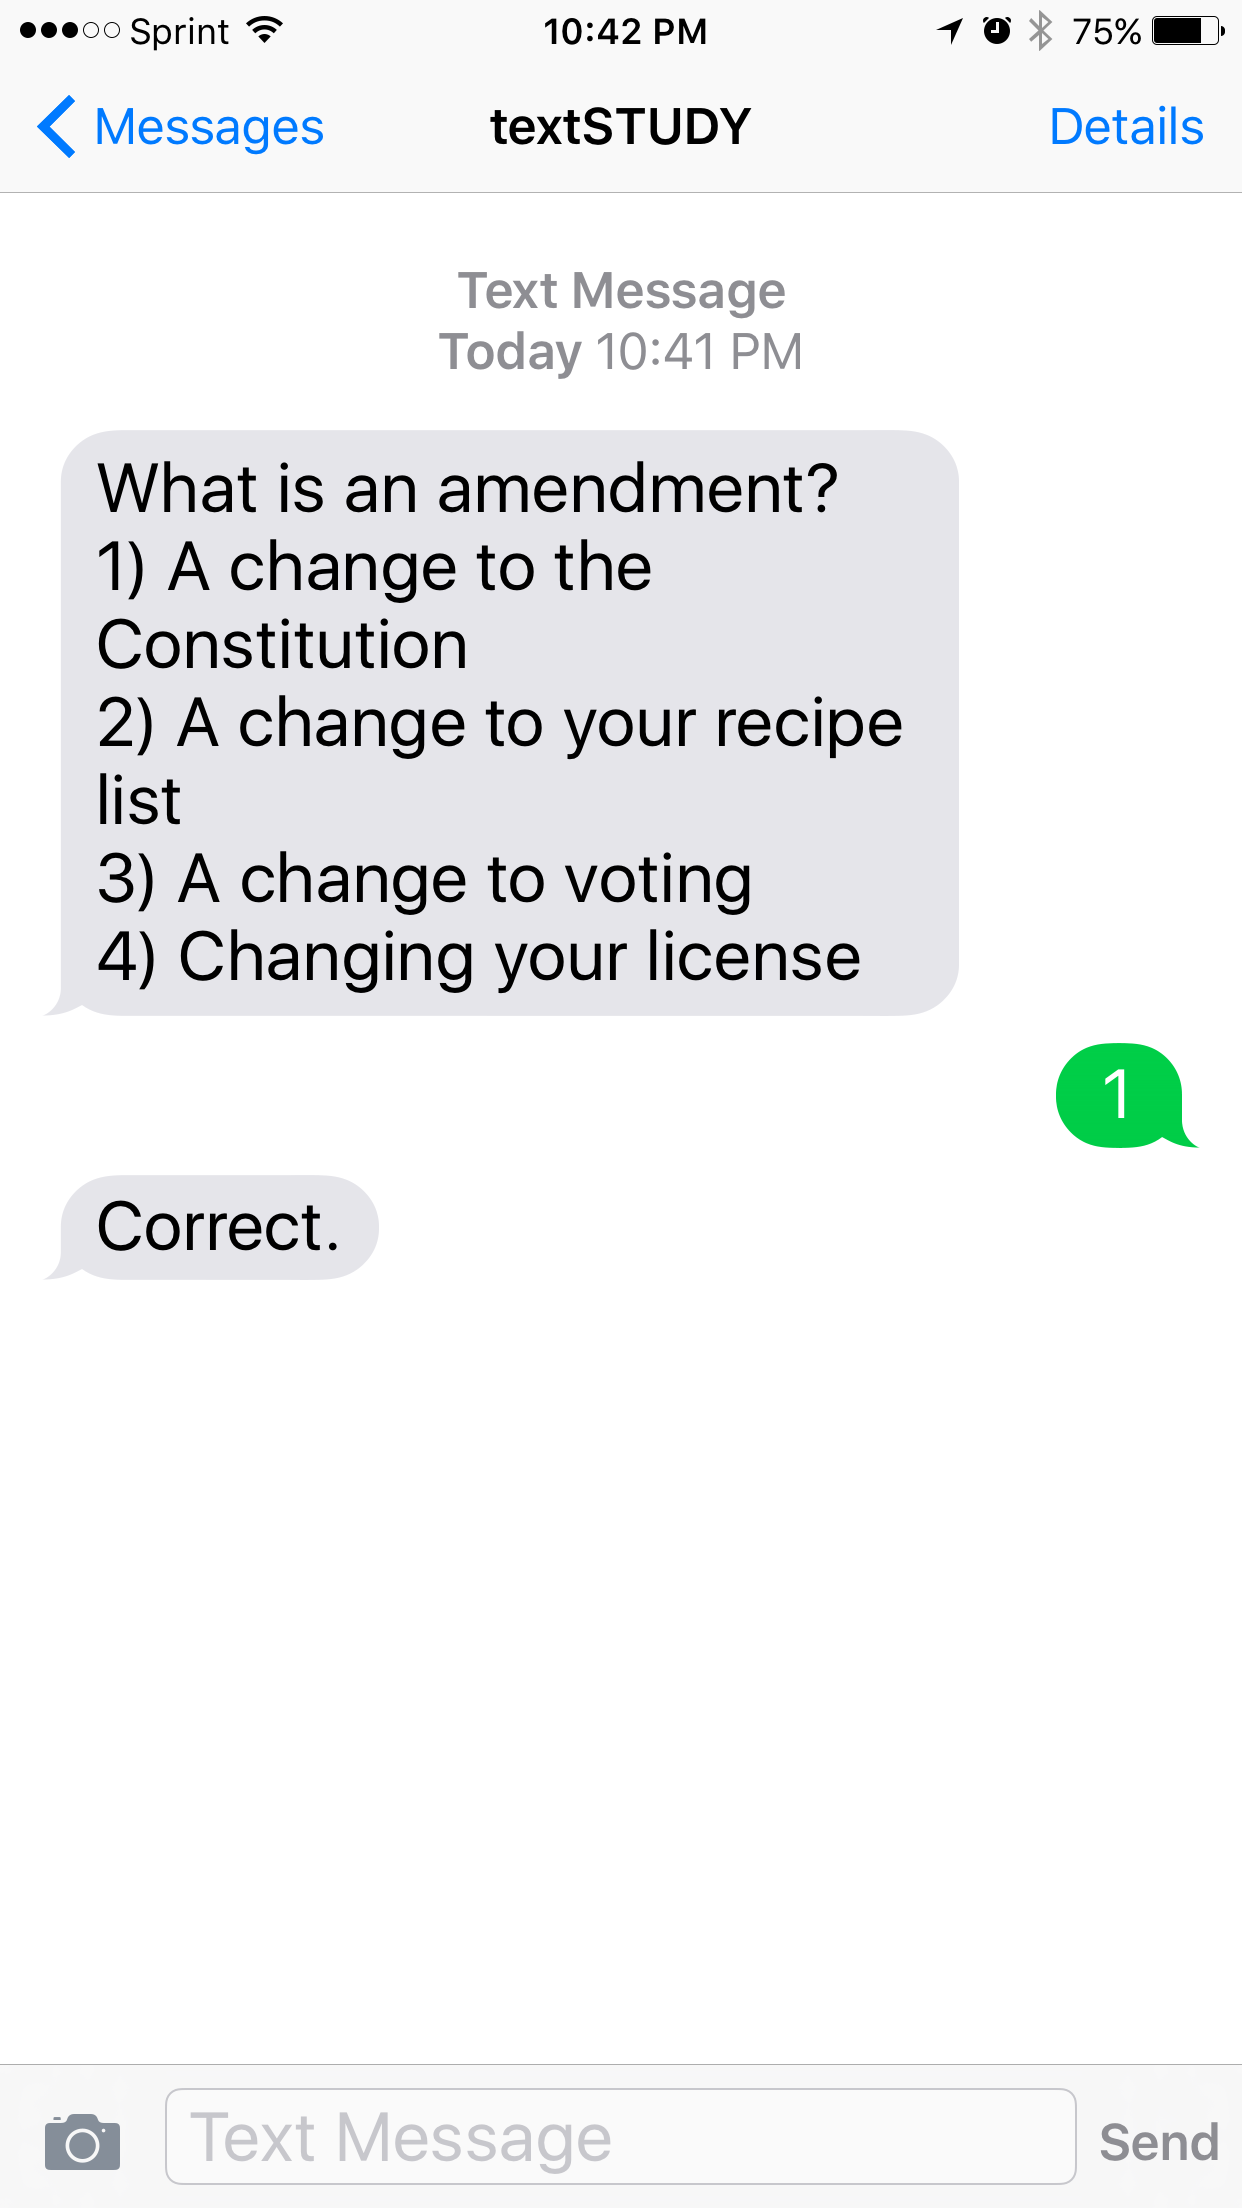 Sprint 10:42 PM 75%
Messages textSTUDY Details
Text Message
Today 10:41 PM
What is an amendment?
1) A change to the
Constitution
2) A change to your recipe
list
3) A change to voting
4) Changing your license
1
Correct.
Text Message Send